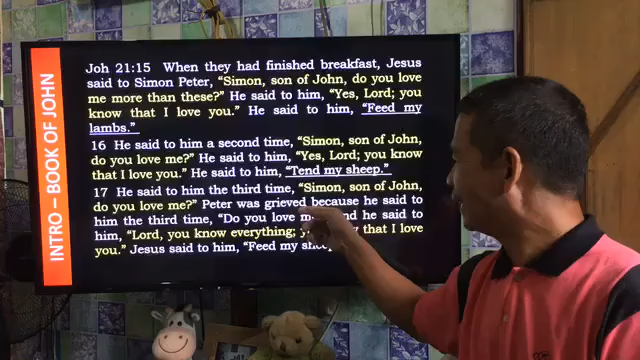 INTRO – BOOK OF JOHN
Joh 21:15 When they had finished breakfast, Jesus
said to Simon Peter, “Simon, son of John, do you love
me more than these?” He said to him, “Yes, Lord; you
know that I love you.” He said to him, “Feed my
lambs.”
16 He said to him a second time, “Simon, son of John,
do you love me?” He said to him, “Yes, Lord; you know
that I love you.” He said to him, “Tend my sheep.”
17 He said to him the third time, “Simon, son of John,
do you love me?” Peter was grieved because he said to
him the third time, “Do you love and he said to
him, “Lord, you know everything; that I love
you.” Jesus said to him, “Feed my